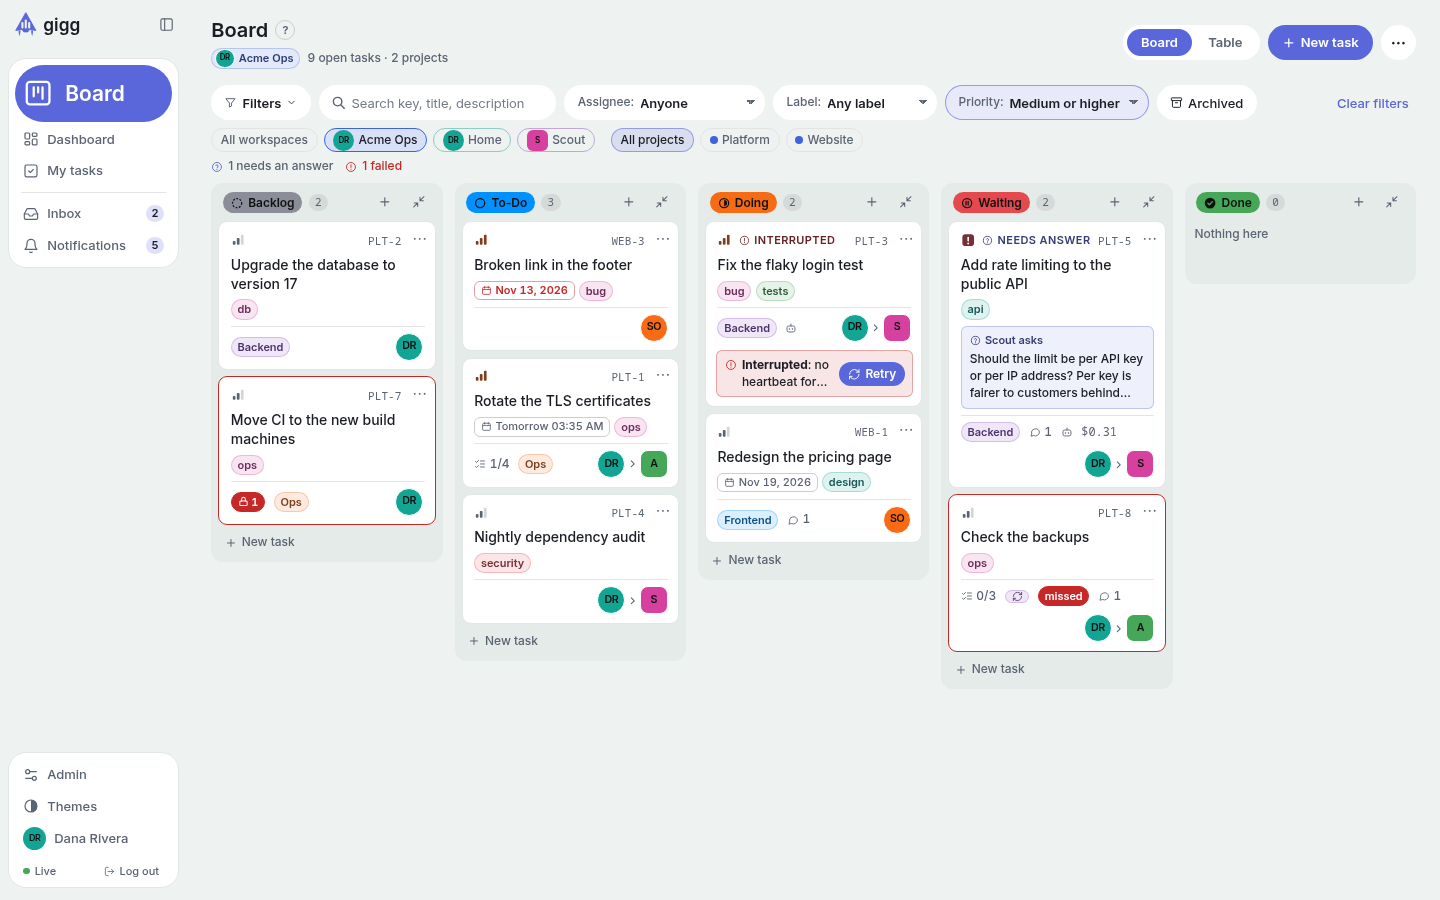 gigg
Board
Dashboard
My tasks
Inbox 2
Notifications 5
Admin
Themes
DR Dana Rivera
Live Log out
Board ?
DR Acme Ops 9 open tasks · 2 projects
Board Table + New task ...
Filters Search key, title, description Assignee: Anyone Label: Any label Priority: Medium or higher Archived Clear filters
All workspaces DR Acme Ops DR Home S Scout All projects Platform Website
1 needs an answer 1 failed
Backlog 2
PLT-2 ...
Upgrade the database to
version 17
db
Backend DR
PLT-7 ...
Move CI to the new build
machines
ops
1 Ops DR
+ New task
To-Do 3
WEB-3 ...
Broken link in the footer
Nov 13, 2026 bug
SO
PLT-1 ...
Rotate the TLS certificates
Tomorrow 03:35 AM ops
1/4 Ops DR > A
PLT-4 ...
Nightly dependency audit
security
DR > S
+ New task
Doing 2
INTERRUPTED PLT-3 ...
Fix the flaky login test
bug tests
Backend DR > S
Interrupted: no
heartbeat for...
Retry
WEB-1 ...
Redesign the pricing page
Nov 19, 2026 design
Frontend 1 SO
+ New task
Waiting 2
NEEDS ANSWER PLT-5 ...
Add rate limiting to the
public API
api
Scout asks
Should the limit be per API key
or per IP address? Per key is
fairer to customers behind...
Backend 1 $0.31
DR > S
PLT-8 ...
Check the backups
ops
0/3 missed 1
DR > A
+ New task
Done 0
Nothing here